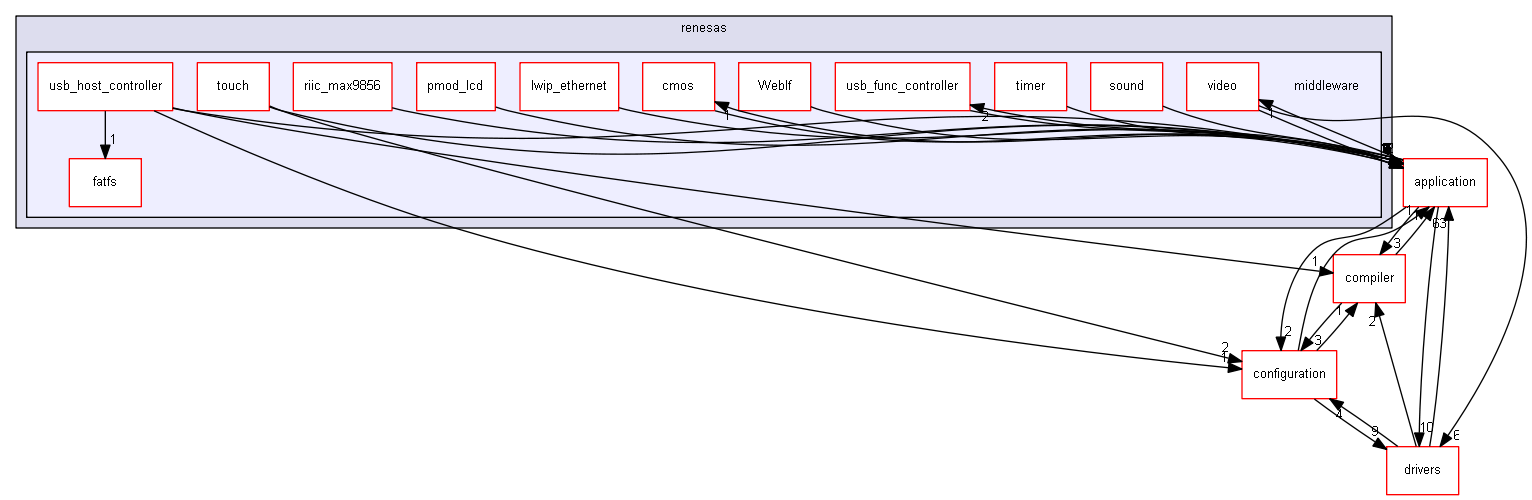 renesas
usb_host_controller
touch
riic_max9856
pmod_lcd
lwip_ethernet
cmos
WebIf
usb_func_controller
timer
sound
video
middleware
1
2
1
1
fatfs
application
1
63
3
1
compiler
1
2
2
3
2
1
configuration
4
9
10
6
drivers